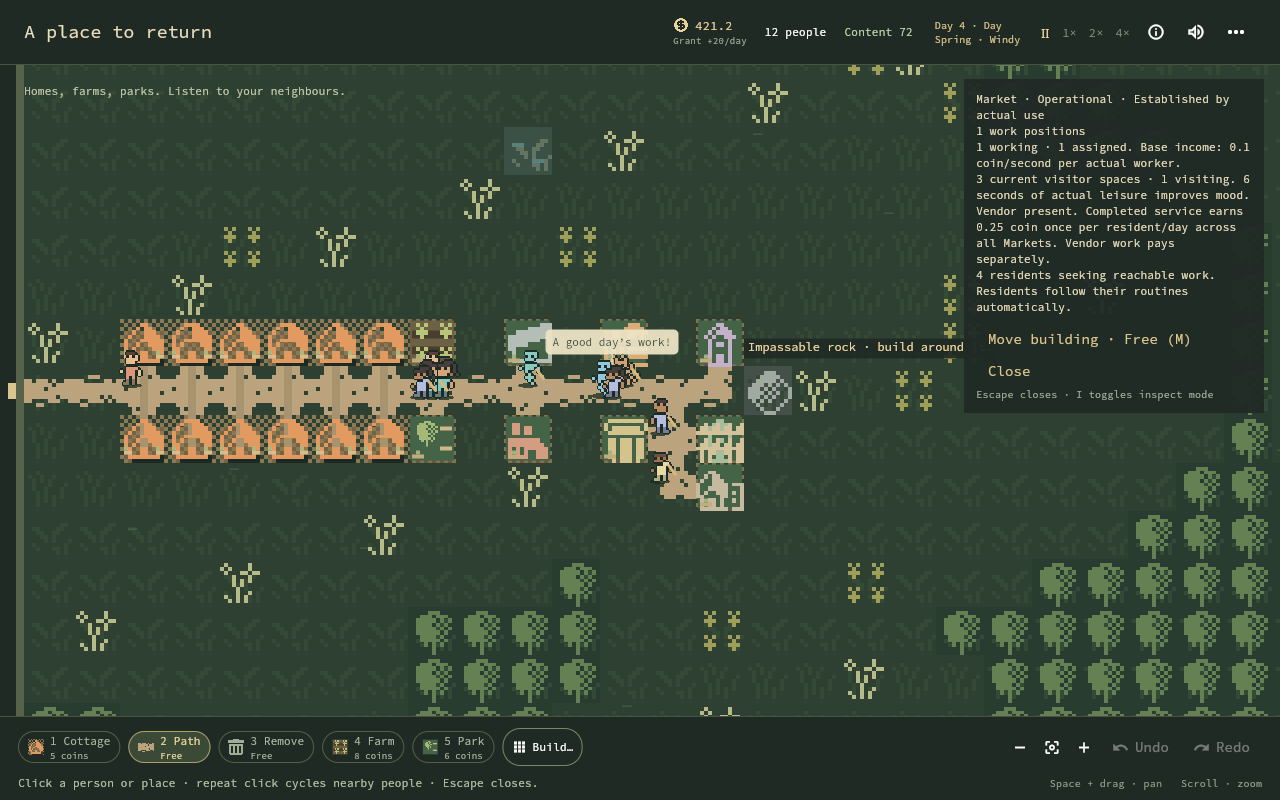 A place to return
421.2
Grant +20/day
12 people
Content 72
Day 4 · Day
Spring · Windy
II 1× 2× 4×
Homes, farms, parks. Listen to your neighbours.
Market · Operational · Established by
actual use
1 work positions
1 working · 1 assigned. Base income: 0.1
coin/second per actual worker.
3 current visitor spaces · 1 visiting. 6
seconds of actual leisure improves mood.
Vendor present. Completed service earns
0.25 coin once per resident/day across
all Markets. Vendor work pays
separately.
4 residents seeking reachable work.
Residents follow their routines
automatically.
Move building · Free (M)
Close
Escape closes · I toggles inspect mode
A good day's work!
Impassable rock · build around
1 Cottage
5 coins
2 Path
Free
3 Remove
Free
4 Farm
8 coins
5 Park
6 coins
Build…
Undo
Redo
Click a person or place · repeat click cycles nearby people · Escape closes.
Space + drag · pan
Scroll · zoom